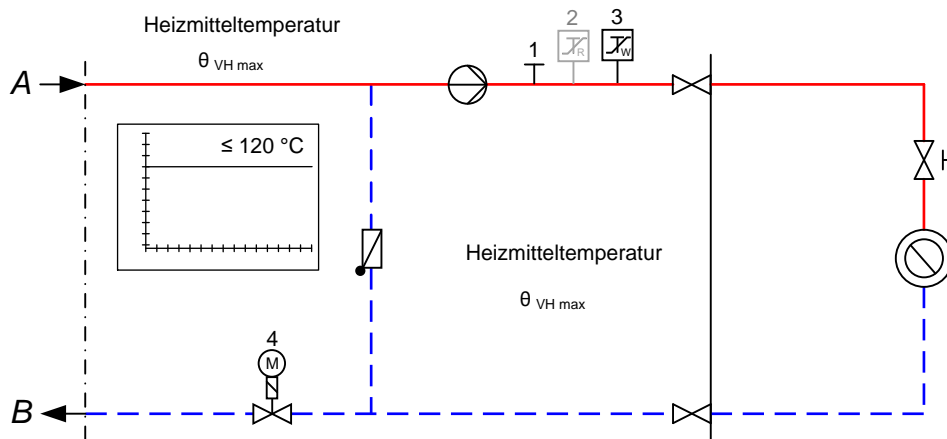 Heizmitteltemperatur
θ VH max
A
1
2
3
R
W
≤ 120 °C
Heizmitteltemperatur
θ VH max
4
M
B